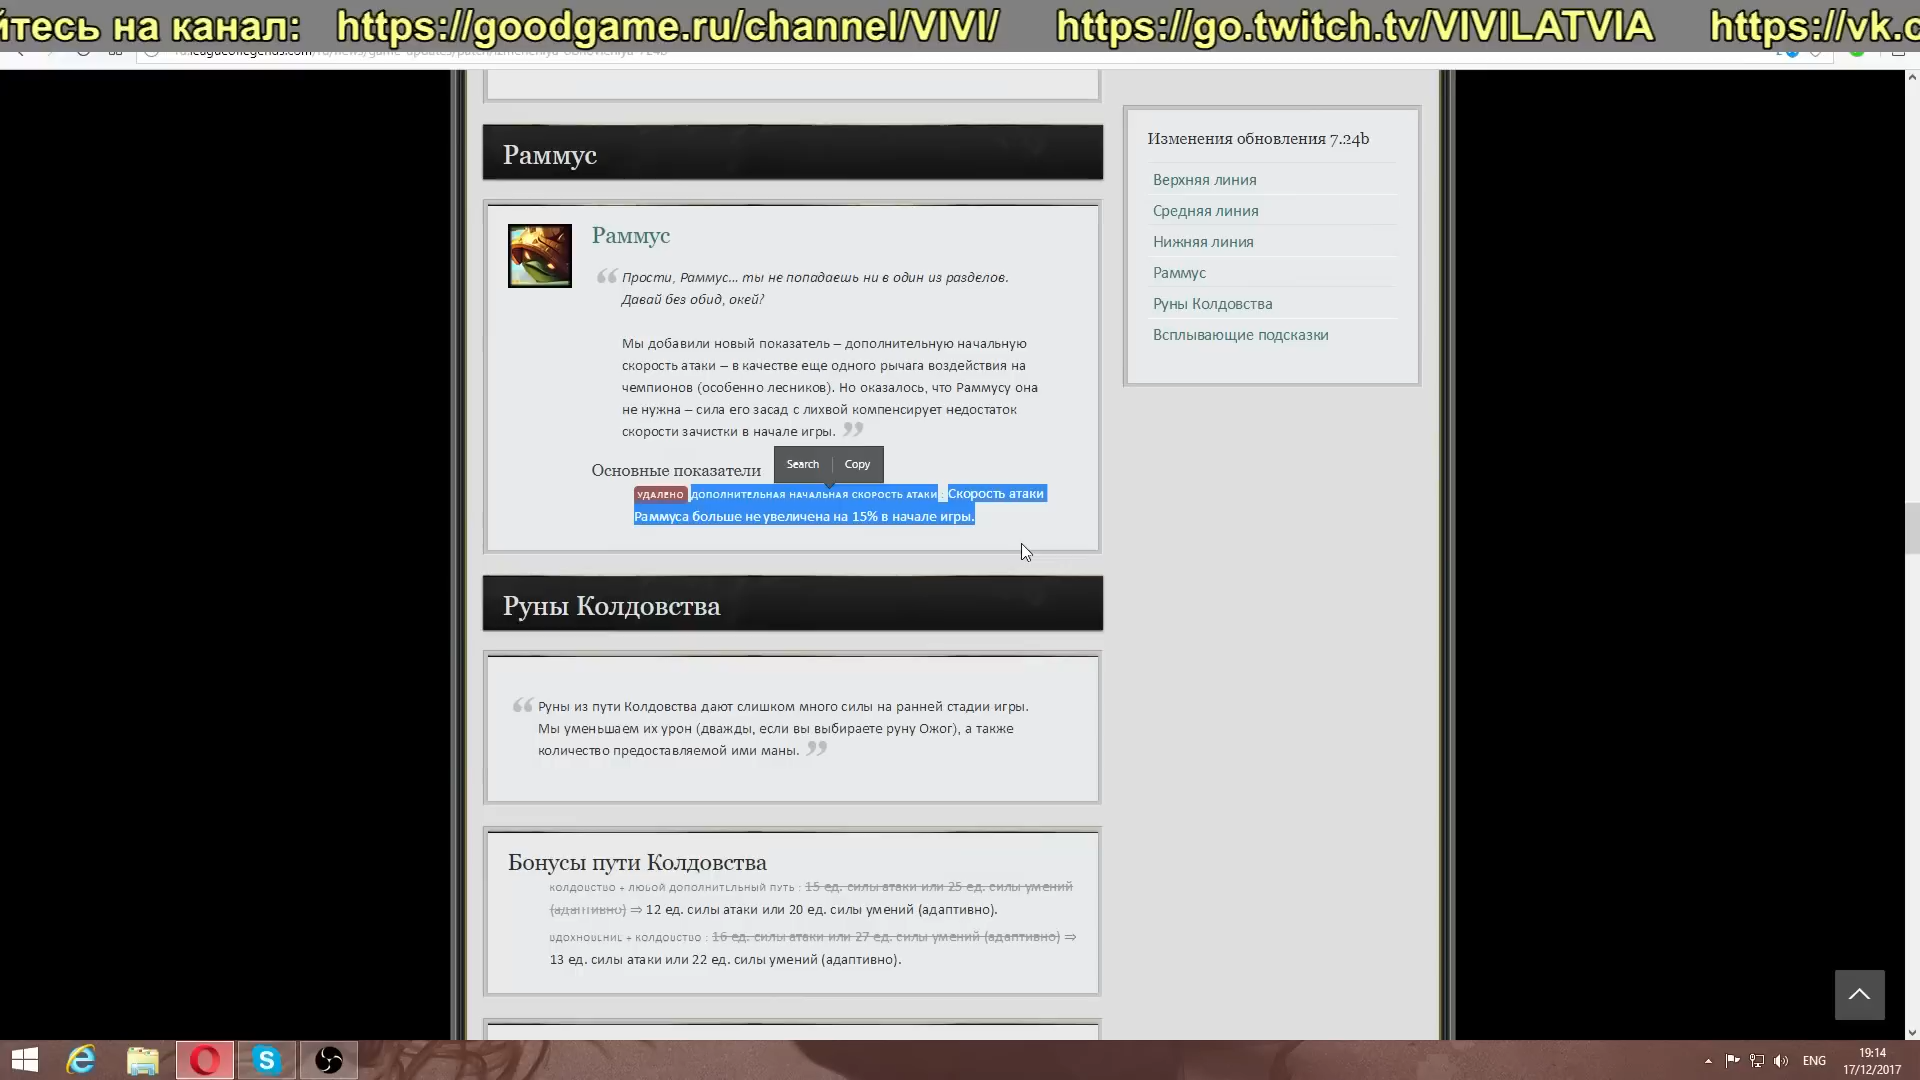 йтесь на канал: https://goodgame.ru/channel/VIVI/ https://go.twitch.tv/VIVILATVIA https://vk.c
Раммус
Раммус
“ Прости, Раммус... ты не попадаешь ни в один из разделов.
Давай без обид, окей?
Мы добавили новый показатель – дополнительную начальную
скорость атаки – в качестве еще одного рычага воздействия на
чемпионов (особенно лесников). Но оказалось, что Раммусу она
не нужна – сила его засад с лихвой компенсирует недостаток
скорости зачистки в начале игры. ”
Search Copy
Основные показатели
УДАЛЕНО ДОПОЛНИТЕЛЬНАЯ НАЧАЛЬНАЯ СКОРОСТЬ АТАКИ : Скорость атаки
Раммуса больше не увеличена на 15% в начале игры.
Руны Колдовства
“ Руны из пути Колдовства дают слишком много силы на ранней стадии игры.
Мы уменьшаем их урон (дважды, если вы выбираете руну Ожог), а также
количество предоставляемой ими маны. ”
Бонусы пути Колдовства
КОЛДОВСТВО + ЛЮБОЙ ДОПОЛНИТЕЛЬНЫЙ ПУТЬ : 15 ед. силы атаки или 25 ед. силы умений
(адаптивно) ⇒ 12 ед. силы атаки или 20 ед. силы умений (адаптивно).
ВДОХНОВЕНИЕ + КОЛДОВСТВО : 16 ед. силы атаки или 27 ед. силы умений (адаптивно) ⇒
13 ед. силы атаки или 22 ед. силы умений (адаптивно).
Изменения обновления 7.24b
Верхняя линия
Средняя линия
Нижняя линия
Раммус
Руны Колдовства
Всплывающие подсказки
ENG
19:14
17/12/2017